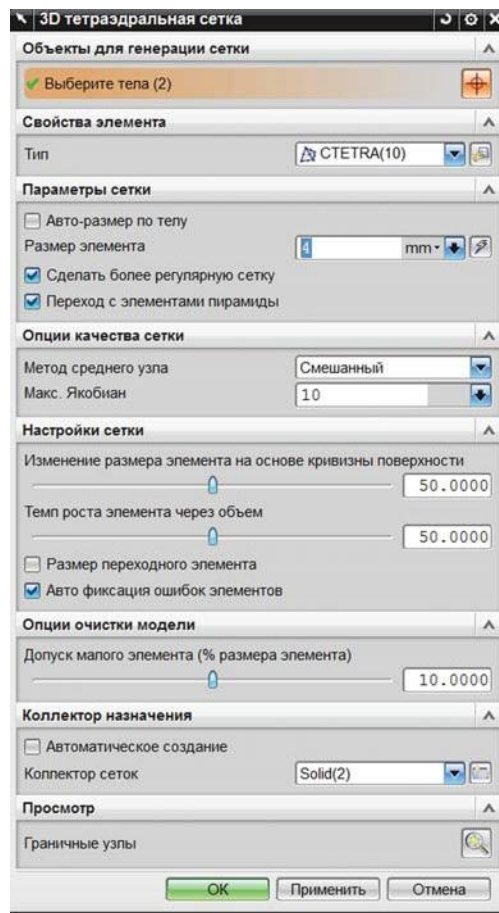 3D тетраэдральная сетка
Объекты для генерации сетки
Выберите тела (2)
Свойства элемента
Тип CTETRA(10)
Параметры сетки
Авто-размер по телу
Размер элемента 4 mm
Сделать более регулярную сетку
Переход с элементами пирамиды
Опции качества сетки
Метод среднего узла Смешанный
Макс. Якобиан 10
Настройки сетки
Изменение размера элемента на основе кривизны поверхности
50.0000
Темп роста элемента через объем
50.0000
Размер переходного элемента
Авто фиксация ошибок элементов
Опции очистки модели
Допуск малого элемента (% размера элемента)
10.0000
Коллектор назначения
Автоматическое создание
Коллектор сеток Solid(2)
Просмотр
Граничные узлы
OK Применить Отмена